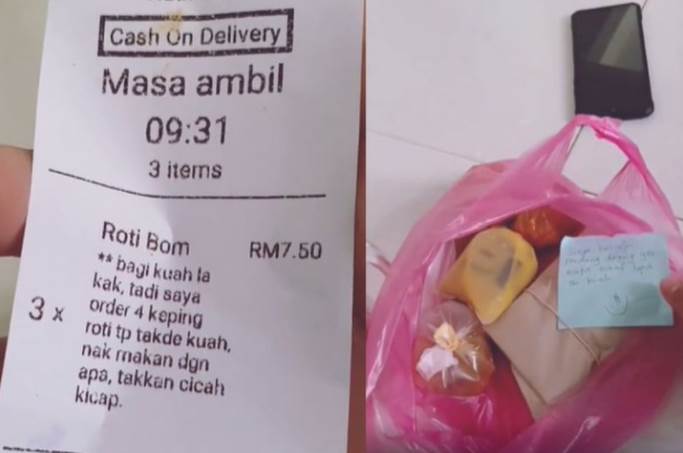 Cash On Delivery
Masa ambil
09:31
3 items
Roti Bom RM7.50
** bagi kuah la
kak, tadi saya
3 x order 4 keping
roti tp takde kuah,
nak makan dgn
apa, takkan cicah
kicap.